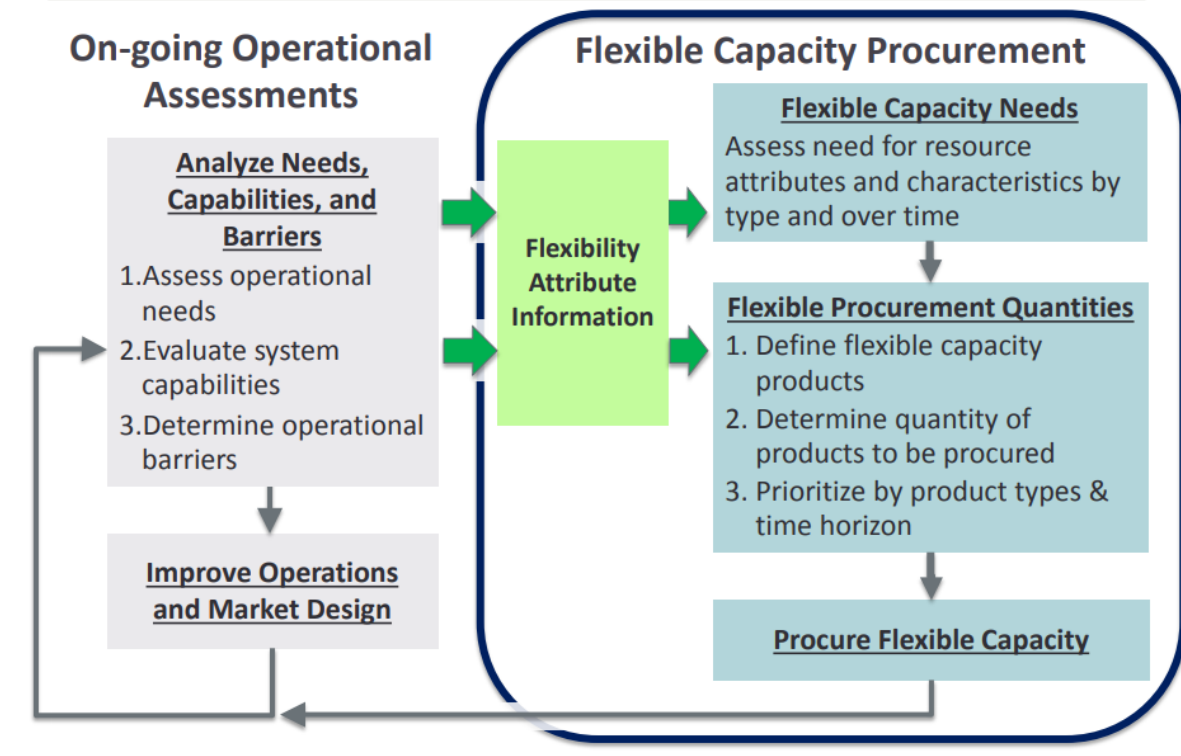 On-going Operational
Assessments
Analyze Needs,
Capabilities, and
Barriers
1.Assess operational
needs
2.Evaluate system
capabilities
3.Determine operational
barriers
Improve Operations
and Market Design
Flexible Capacity Procurement
Flexibility
Attribute
Information
Flexible Capacity Needs
Assess need for resource
attributes and characteristics by
type and over time
Flexible Procurement Quantities
1. Define flexible capacity
products
2. Determine quantity of
products to be procured
3. Prioritize by product types &
time horizon
Procure Flexible Capacity